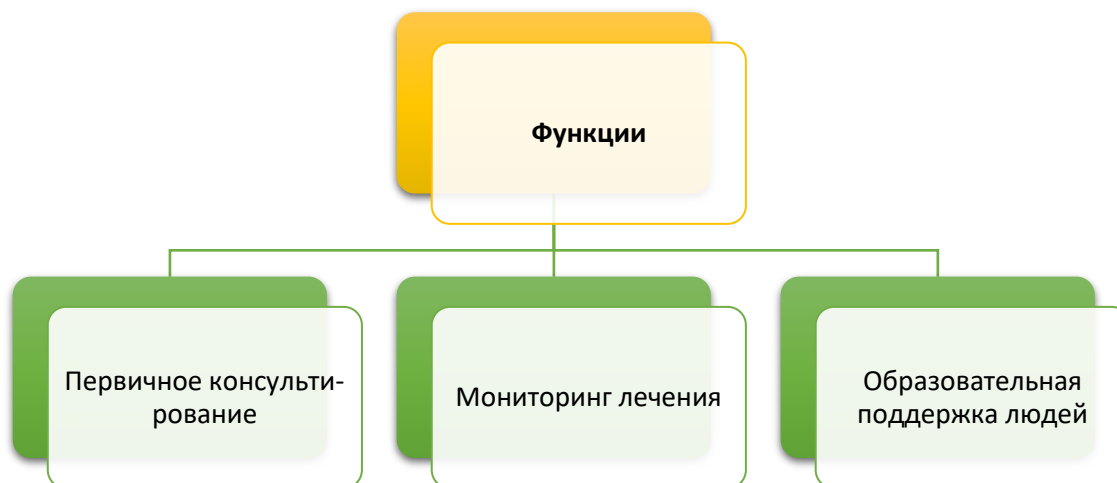 Функции
Первичное консульти-
рование
Мониторинг лечения
Образовательная
поддержка людей